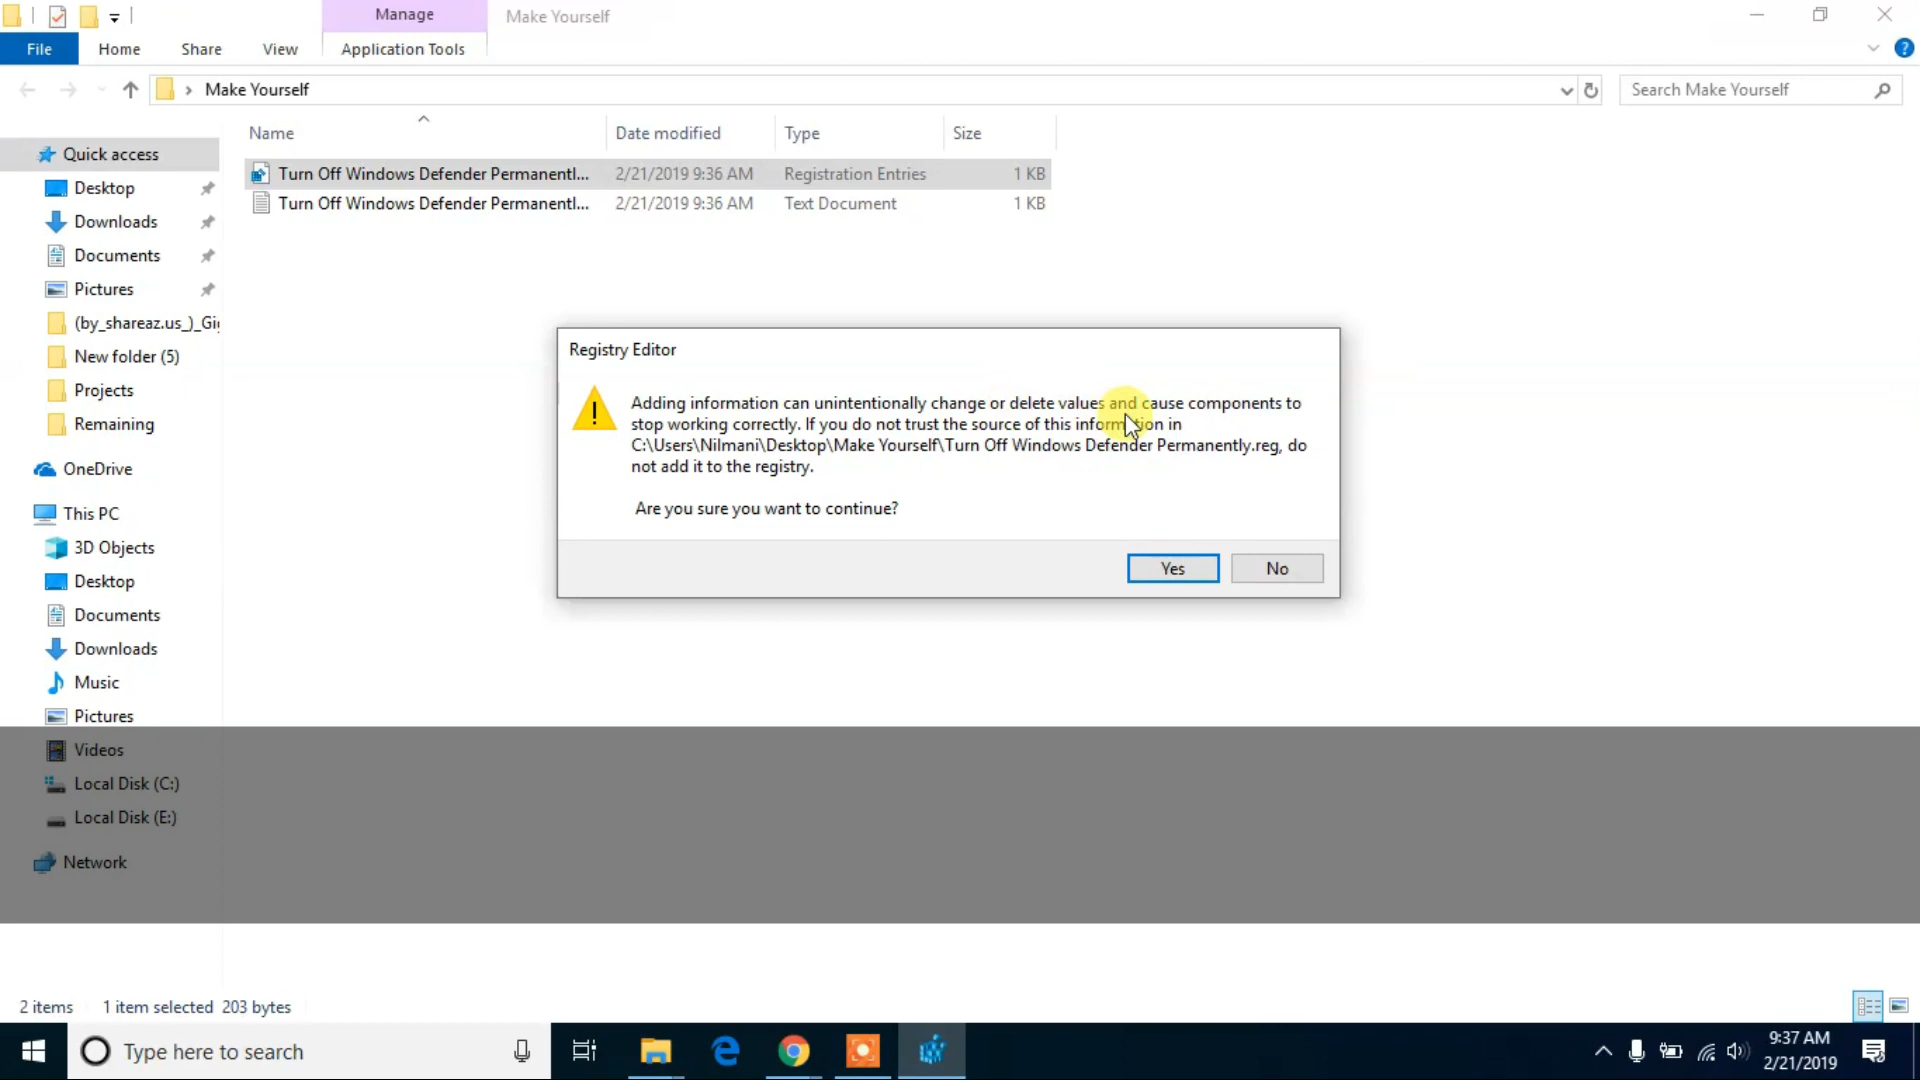 Manage
Make Yourself
File
Home
Share
View
Application Tools
Make Yourself
Search Make Yourself
Name
Date modified
Type
Size
Turn Off Windows Defender Permanentl...
2/21/2019 9:36 AM
Registration Entries
1 KB
Turn Off Windows Defender Permanentl...
2/21/2019 9:36 AM
Text Document
1 KB
Quick access
Desktop
Downloads
Documents
Pictures
(by_shareaz.us_)_Gi
New folder (5)
Projects
Remaining
OneDrive
This PC
3D Objects
Desktop
Documents
Downloads
Music
Pictures
Videos
Local Disk (C:)
Local Disk (E:)
Network
Registry Editor
Adding information can unintentionally change or delete values and cause components to
stop working correctly. If you do not trust the source of this information in
C:\Users\Nilmani\Desktop\Make Yourself\Turn Off Windows Defender Permanently.reg, do
not add it to the registry.
Are you sure you want to continue?
Yes
No
2 items
1 item selected 203 bytes
Type here to search
9:37 AM
2/21/2019